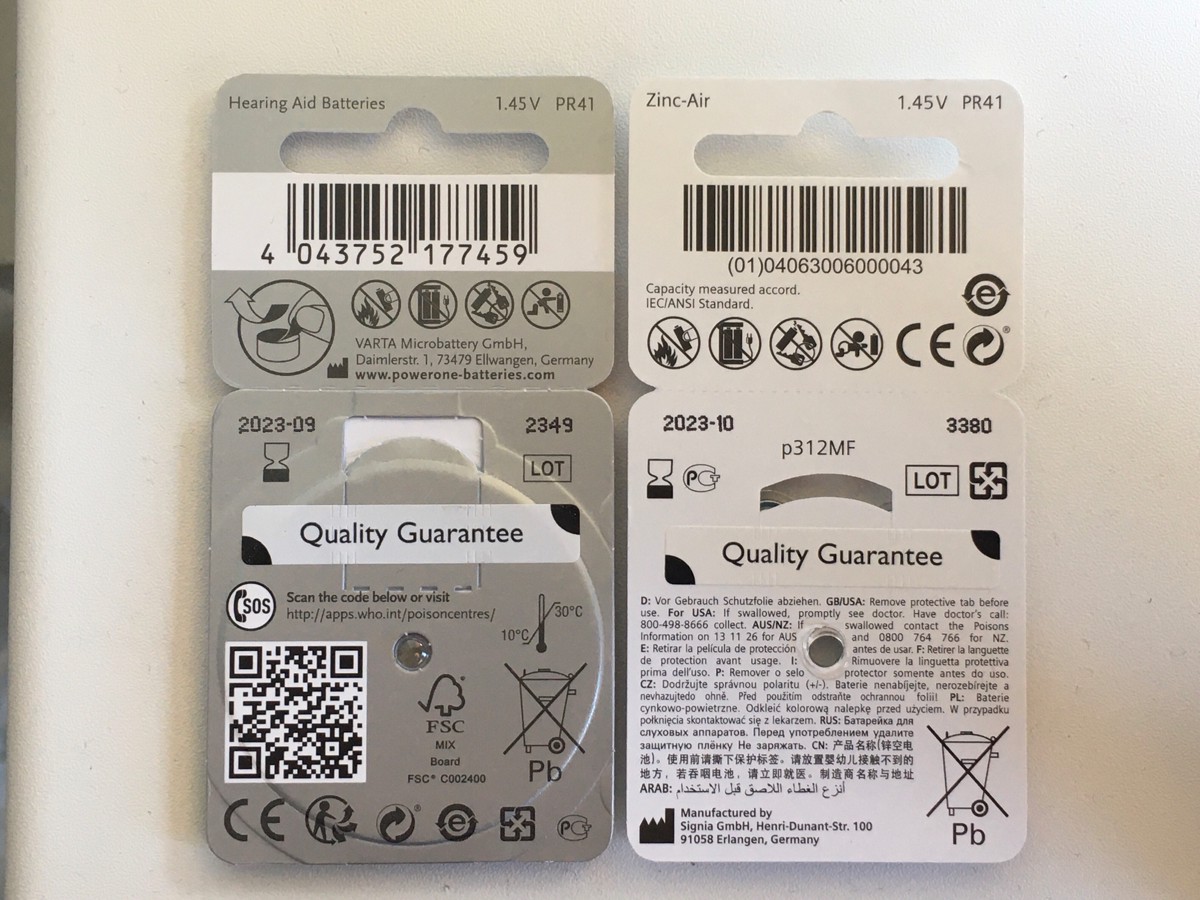 Hearing Aid Batteries 1.45V PR41
4 043752 177459
VARTA Microbattery GmbH,
Daimlerstr. 1, 73479 Ellwangen, Germany
www.powerone-batteries.com
2023-09 2349
LOT
Quality Guarantee
SOS
Scan the code below or visit
http://apps.who.int/poisoncentres/
30°C
10°C
FSC
MIX
Board
FSC® C002400
Pb
CE
®
e
Zinc-Air 1.45V PR41
(01)04063006000043
Capacity measured accord.
IEC/ANSI Standard.
e
CE
®
2023-10 3380
p312MF
LOT
Quality Guarantee
D: Vor Gebrauch Schutzfolie abziehen. GB/USA: Remove protective tab before
use. For USA: If swallowed, promptly see doctor. Have doctor's call:
800-498-8666 collect. AUS/NZ: If swallowed contact the Poisons
Information on 13 11 26 for AUS and 0800 764 766 for NZ.
E: Retirar la película de protección antes de usar. F: Retirer la languette
de protection avant usage. I: Rimuovere la linguetta protettiva
prima dell'uso. P: Remover o selo protector somente antes do uso.
CZ: Dodržujte správnou polaritu (+/-). Baterie nenabíjejte, nerozebírejte a
nevhazujtedo ohně. Před použitím odstraňte ochrannou folii! PL: Baterie
cynkowo-powietrzne. Odkleić kolorową nalepkę przed użyciem. W przypadku
połknięcia skontaktować się z lekarzem. RUS: Батарейка для
слуховых аппаратов. Перед употреблением удалите
защитную плёнку Не заряжать. CN: 产品名称(锌空电
池)。使用前请撕下保护标签。请放置婴幼儿接触不到的
地方，若吞咽电池，请立即就医。制造商名称与地址
ARAB: أنزع الغطاء اللاصق قبل الاستخدام
Manufactured by
Signia GmbH, Henri-Dunant-Str. 100
91058 Erlangen, Germany
Pb